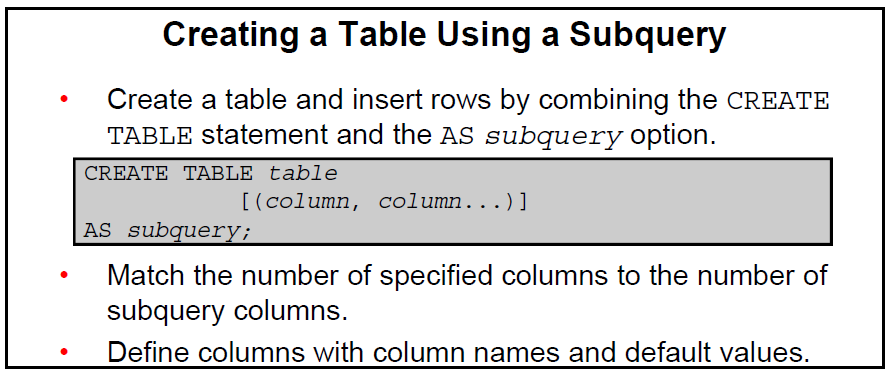 Creating a Table Using a Subquery
• Create a table and insert rows by combining the CREATE
TABLE statement and the AS subquery option.
CREATE TABLE table
[(column, column...)]
AS subquery;
• Match the number of specified columns to the number of
subquery columns.
• Define columns with column names and default values.